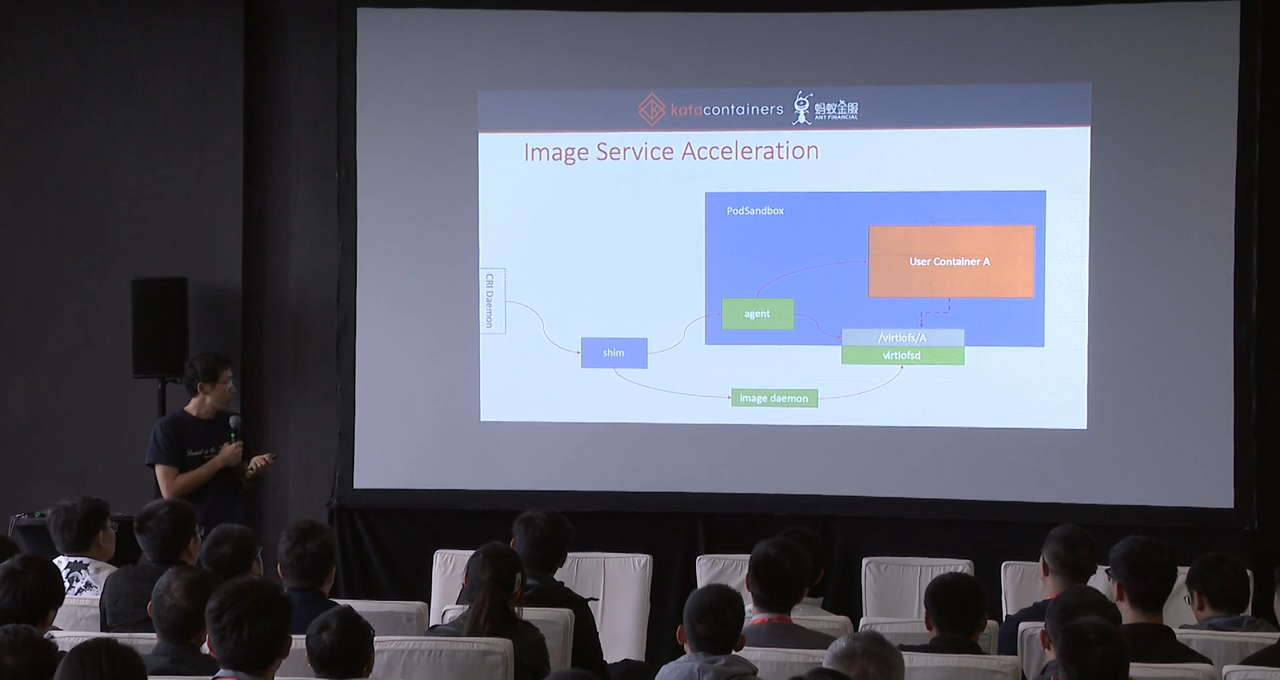 katacontainers
蚂蚁金服
ANT FINANCIAL
Image Service Acceleration
PodSandbox
User Container A
CRI Daemon
agent
/virtiofs/A
shim
virtiofsd
image daemon